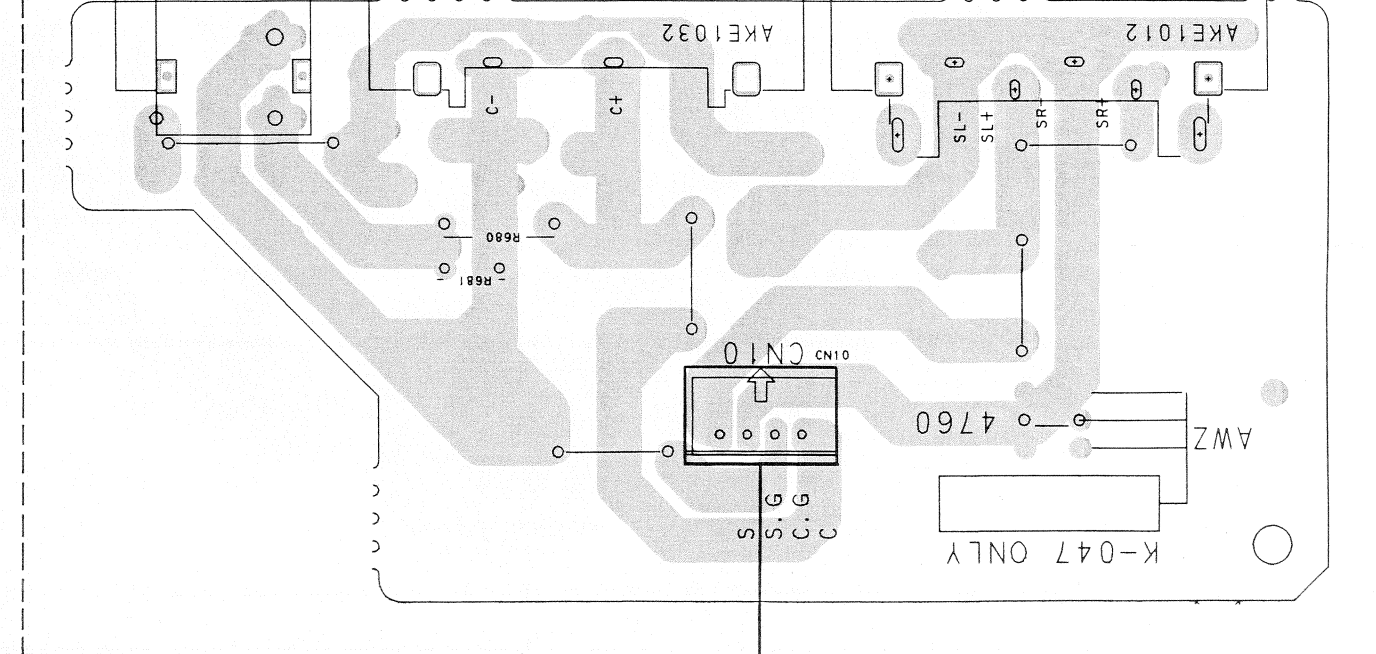 AKE1032
AKE1012
C-
C+
SL-
SL+
SR-
SR+
R680
R681
CN10
CN10
4760
AWZ
S
S.G
C.G
C
K-047 ONLY